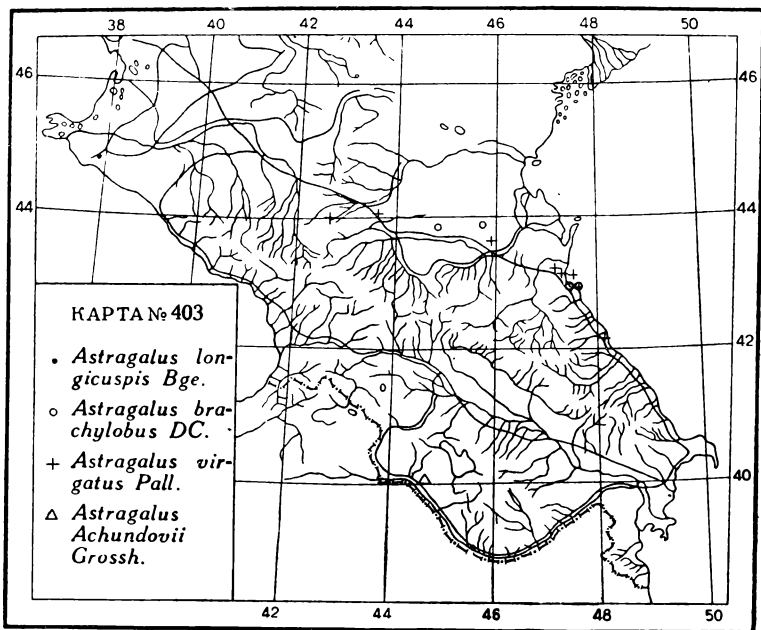 38 40 42 44 46 48 50
46 46
44 44
КАРТА № 403
42
• Astragalus lon-
gicuspis Bge.
○ Astragalus bra-
chylobus DC.
+ Astragalus vir-
gatus Pall.
40
△ Astragalus
Achundovii
Grossh.
42 44 46 48 50